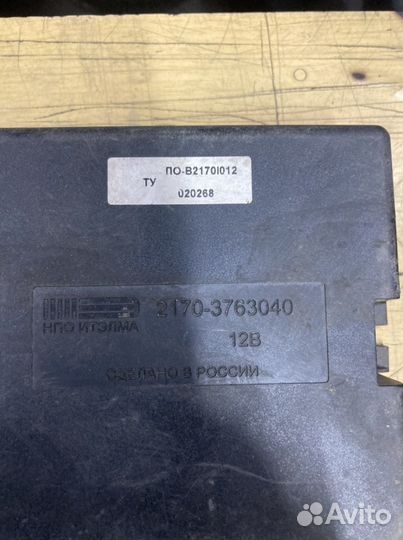 ПО-В2170I012
ТУ
020268
НПО ИТЭЛМА
2170-3763040
12В
СДЕЛАНО В РОССИИ
Avito